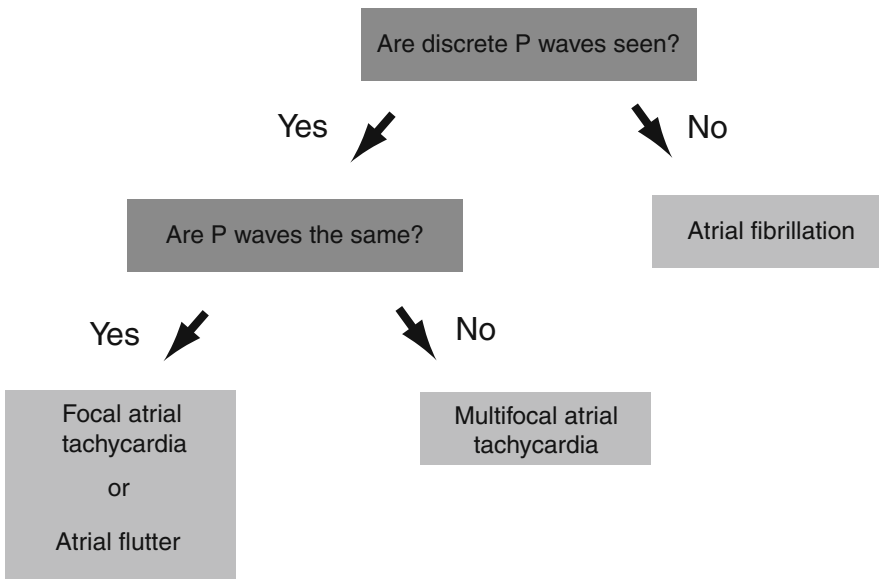 Are discrete P waves seen?
Yes
No
Are P waves the same?
Atrial fibrillation
Yes
No
Focal atrial
tachycardia
or
Atrial flutter
Multifocal atrial
tachycardia